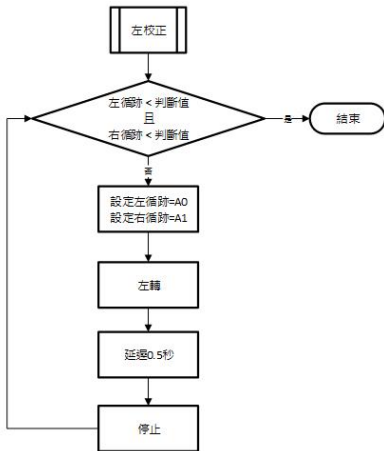 左校正
左循跡 < 判斷值
且
右循跡 < 判斷值
是
結束
否
設定左循跡=A0
設定右循跡=A1
左轉
延遲0.5秒
停止